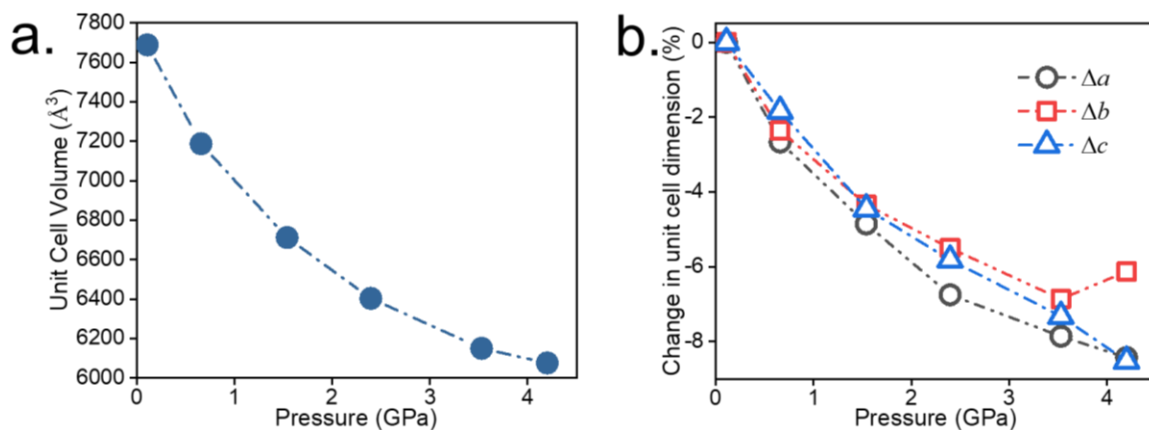 a.
Unit Cell Volume (Å³)
7800
7600
7400
7200
7000
6800
6600
6400
6200
6000
0 1 2 3 4
Pressure (GPa)
b.
Change in unit cell dimension (%)
0
-2
-4
-6
-8
Δa
Δb
Δc
0 1 2 3 4
Pressure (GPa)